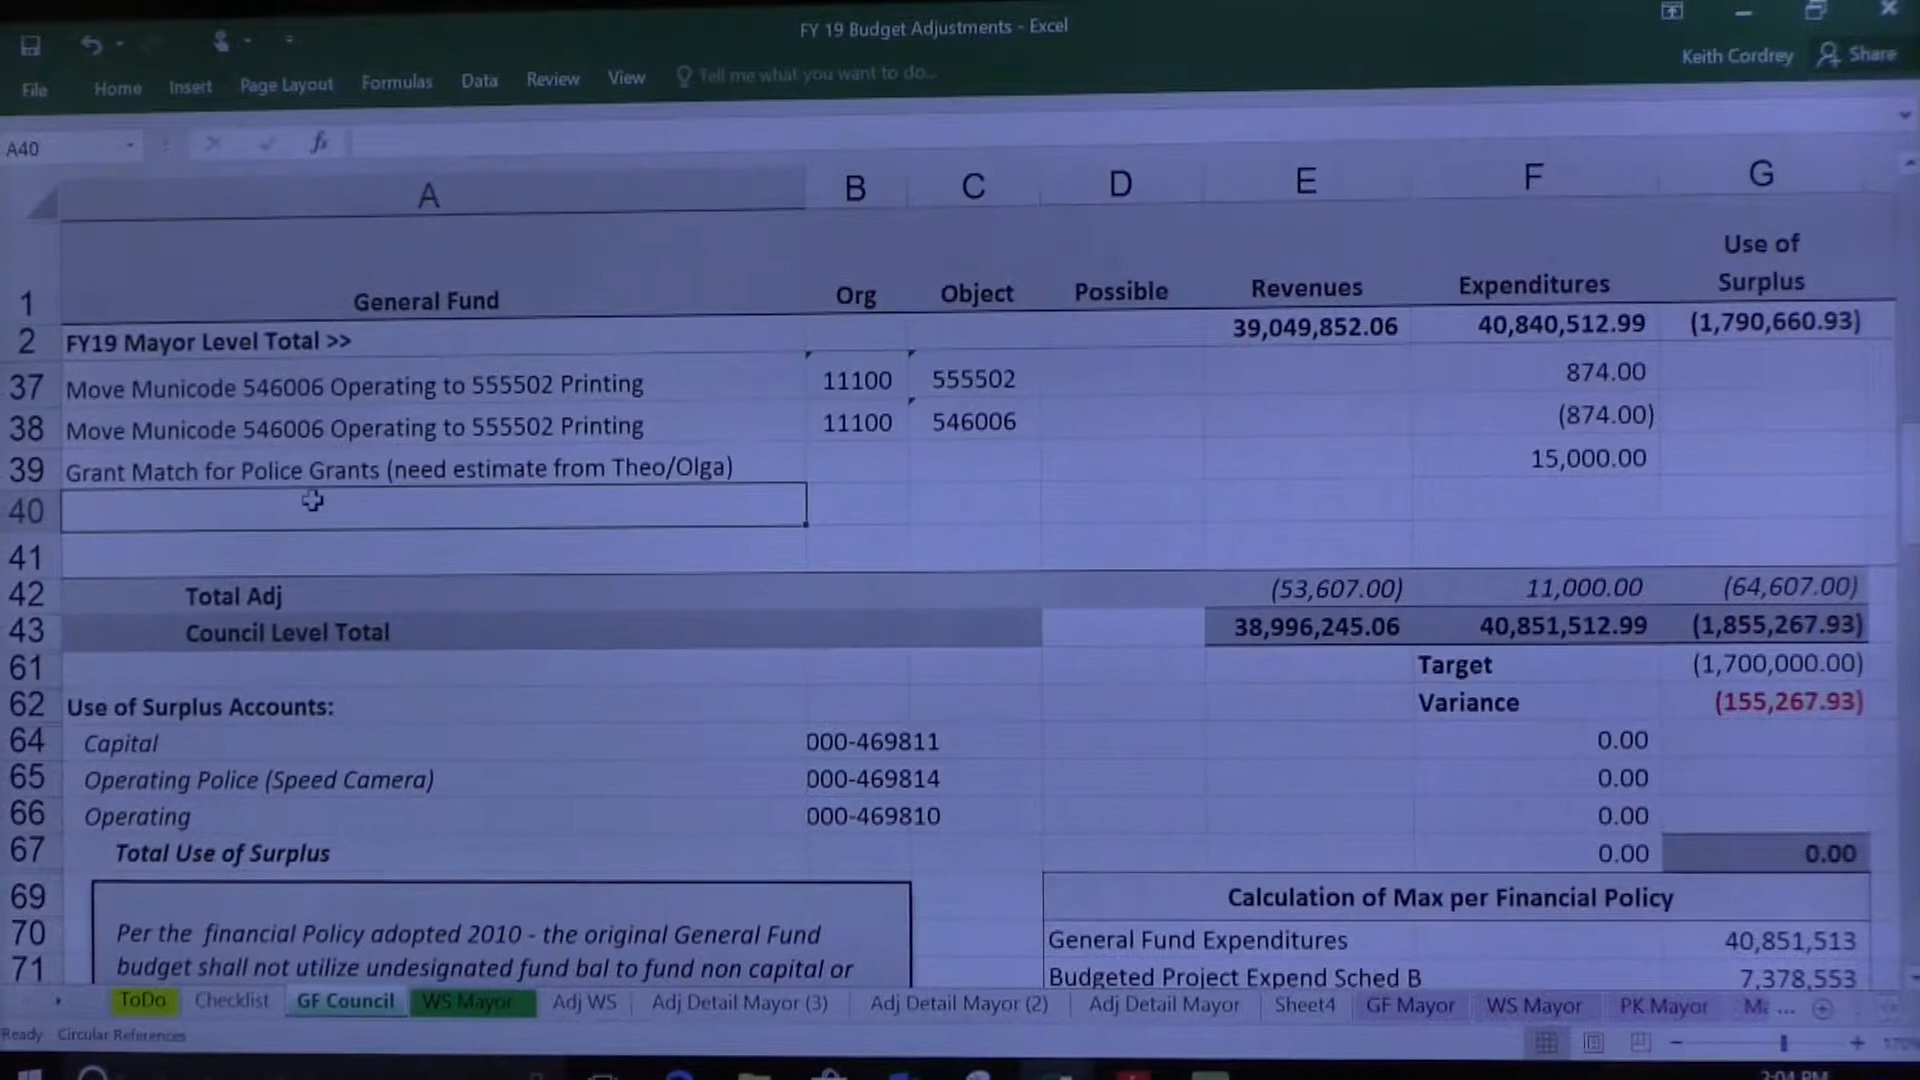 FY 19 Budget Adjustments - Excel
Keith Cordrey Share
File Home Insert Page Layout Formulas Data Review View Tell me what you want to do...
A40 fx
A B C D E F G
1 General Fund Org Object Possible Revenues Expenditures Use of Surplus
2 FY19 Mayor Level Total >> 39,049,852.06 40,840,512.99 (1,790,660.93)
37 Move Municode 546006 Operating to 555502 Printing 11100 555502 874.00
38 Move Municode 546006 Operating to 555502 Printing 11100 546006 (874.00)
39 Grant Match for Police Grants (need estimate from Theo/Olga) 15,000.00
40
41
42 Total Adj (53,607.00) 11,000.00 (64,607.00)
43 Council Level Total 38,996,245.06 40,851,512.99 (1,855,267.93)
61 Target (1,700,000.00)
62 Use of Surplus Accounts: Variance (155,267.93)
64 Capital 000-469811 0.00
65 Operating Police (Speed Camera) 000-469814 0.00
66 Operating 000-469810 0.00
67 Total Use of Surplus 0.00 0.00
69 Calculation of Max per Financial Policy
70 Per the financial Policy adopted 2010 - the original General Fund General Fund Expenditures 40,851,513
71 budget shall not utilize undesignated fund bal to fund non capital or Budgeted Project Expend Sched B 7,378,553
ToDo Checklist GF Council WS Mayor Adj WS Adj Detail Mayor (3) Adj Detail Mayor (2) Adj Detail Mayor Sheet4 GF Mayor WS Mayor PK Mayor Ma ...
Ready Circular References 170%
2:04 PM